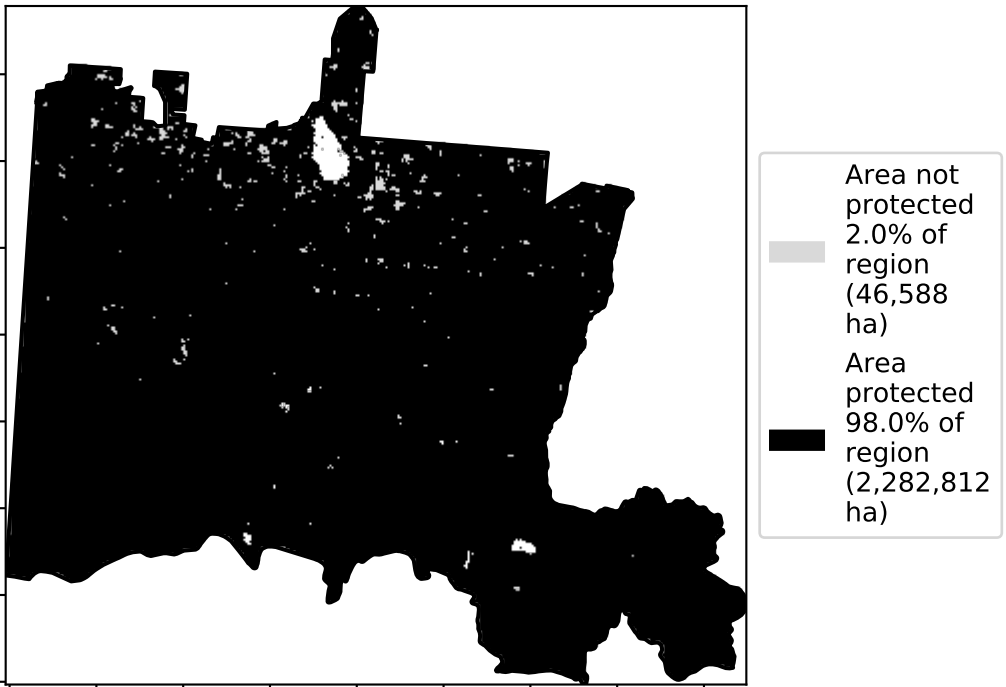 Area not
protected
2.0% of
region
(46,588
ha)
Area
protected
98.0% of
region
(2,282,812
ha)